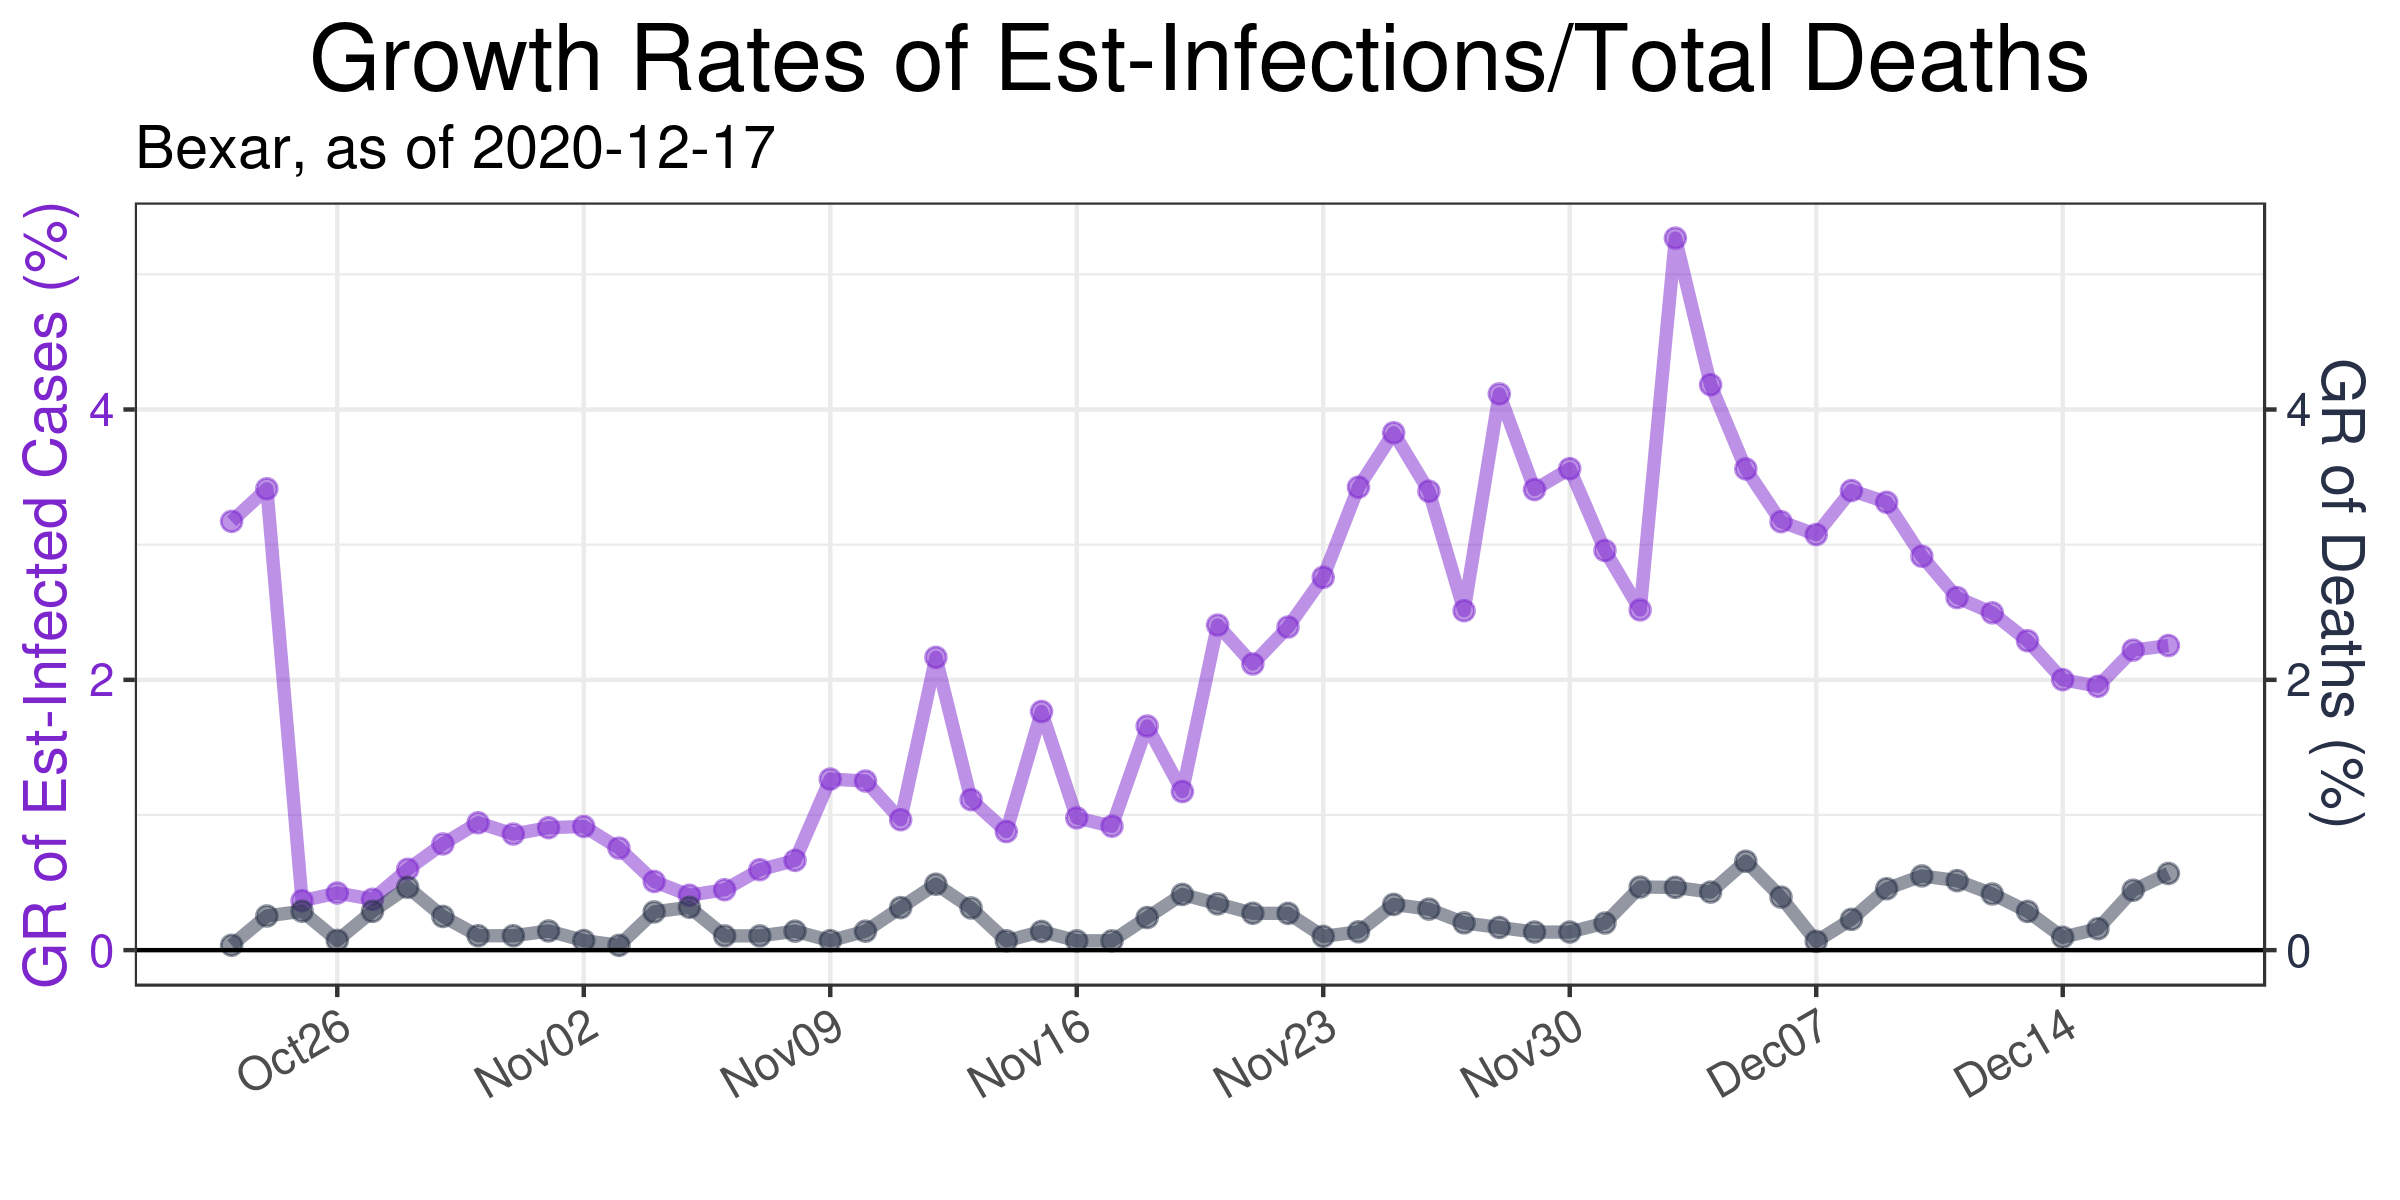 Growth Rates of Est-Infections/Total Deaths
Bexar, as of 2020-12-17
GR of Est-Infected Cases (%)
4
2
0
4
2
0
GR of Deaths (%)
Oct26
Nov02
Nov09
Nov16
Nov23
Nov30
Dec07
Dec14